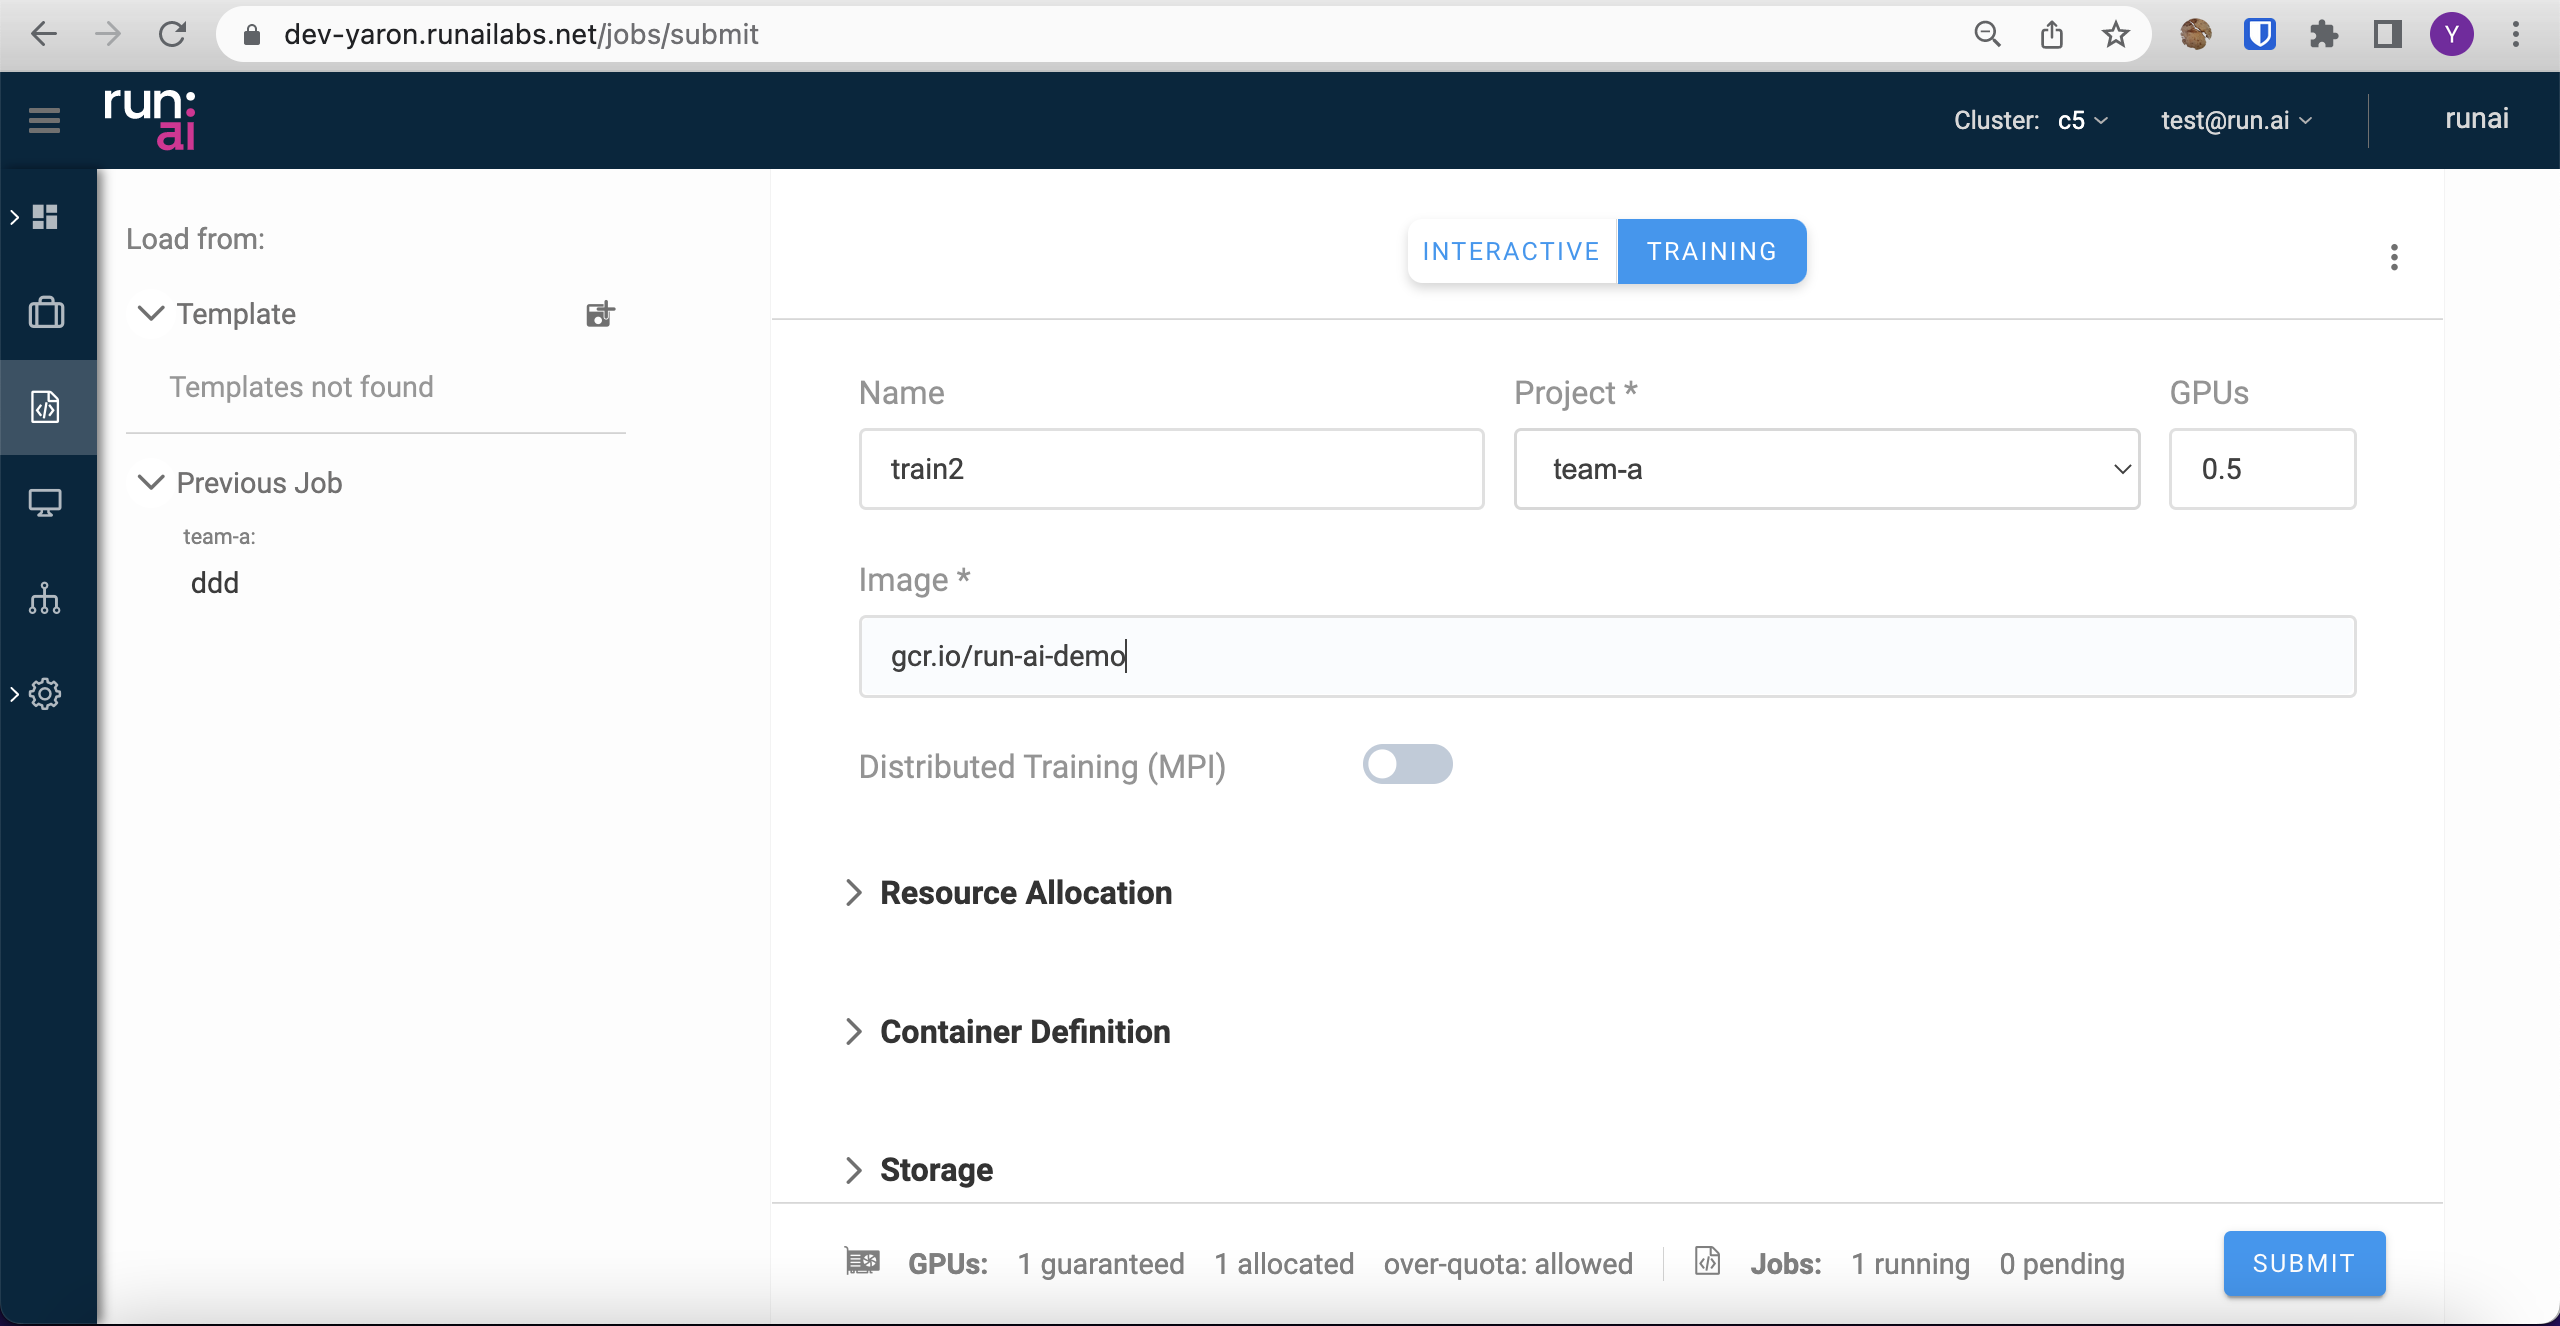 dev-yaron.runailabs.net/jobs/submit
Y
run:
ai
Cluster: c5
test@run.ai
runai
Load from:
Template
Templates not found
Previous Job
team-a:
ddd
INTERACTIVE
TRAINING
Name
Project *
GPUs
train2
team-a
0.5
Image *
gcr.io/run-ai-demo
Distributed Training (MPI)
Resource Allocation
Container Definition
Storage
GPUs: 1 guaranteed 1 allocated over-quota: allowed
Jobs: 1 running 0 pending
SUBMIT